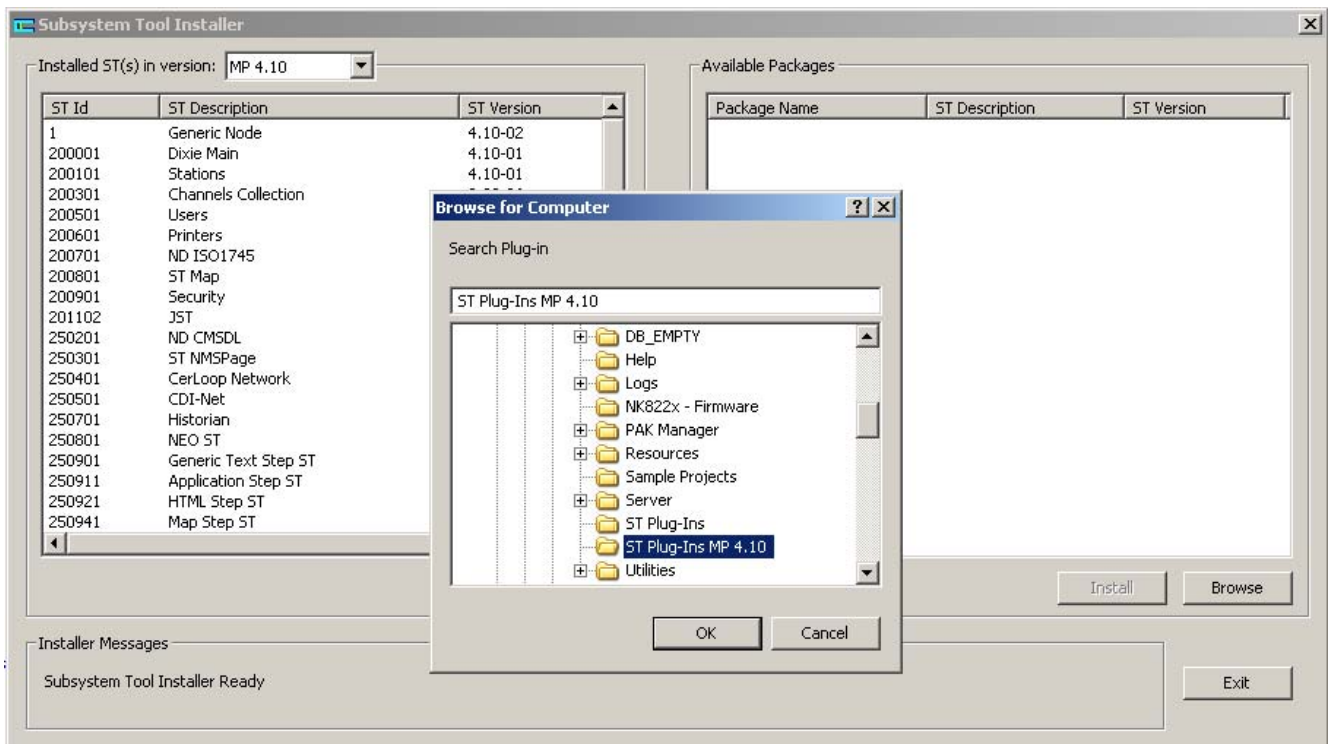 Subsystem Tool Installer
Installed ST(s) in version: MP 4.10
ST Id ST Description ST Version
1 Generic Node 4.10-02
200001 Dixie Main 4.10-01
200101 Stations 4.10-01
200301 Channels Collection
200501 Users
200601 Printers
200701 ND ISO1745
200801 ST Map
200901 Security
201102 JST
250201 ND CMSDL
250301 ST NMSPage
250401 CerLoop Network
250501 CDI-Net
250701 Historian
250801 NEO ST
250901 Generic Text Step ST
250911 Application Step ST
250921 HTML Step ST
250941 Map Step ST
Available Packages
Package Name ST Description ST Version
Browse for Computer
Search Plug-in
ST Plug-Ins MP 4.10
DB_EMPTY
Help
Logs
NK822x - Firmware
PAK Manager
Resources
Sample Projects
Server
ST Plug-Ins
ST Plug-Ins MP 4.10
Utilities
OK Cancel
Install Browse
Installer Messages
Subsystem Tool Installer Ready
Exit